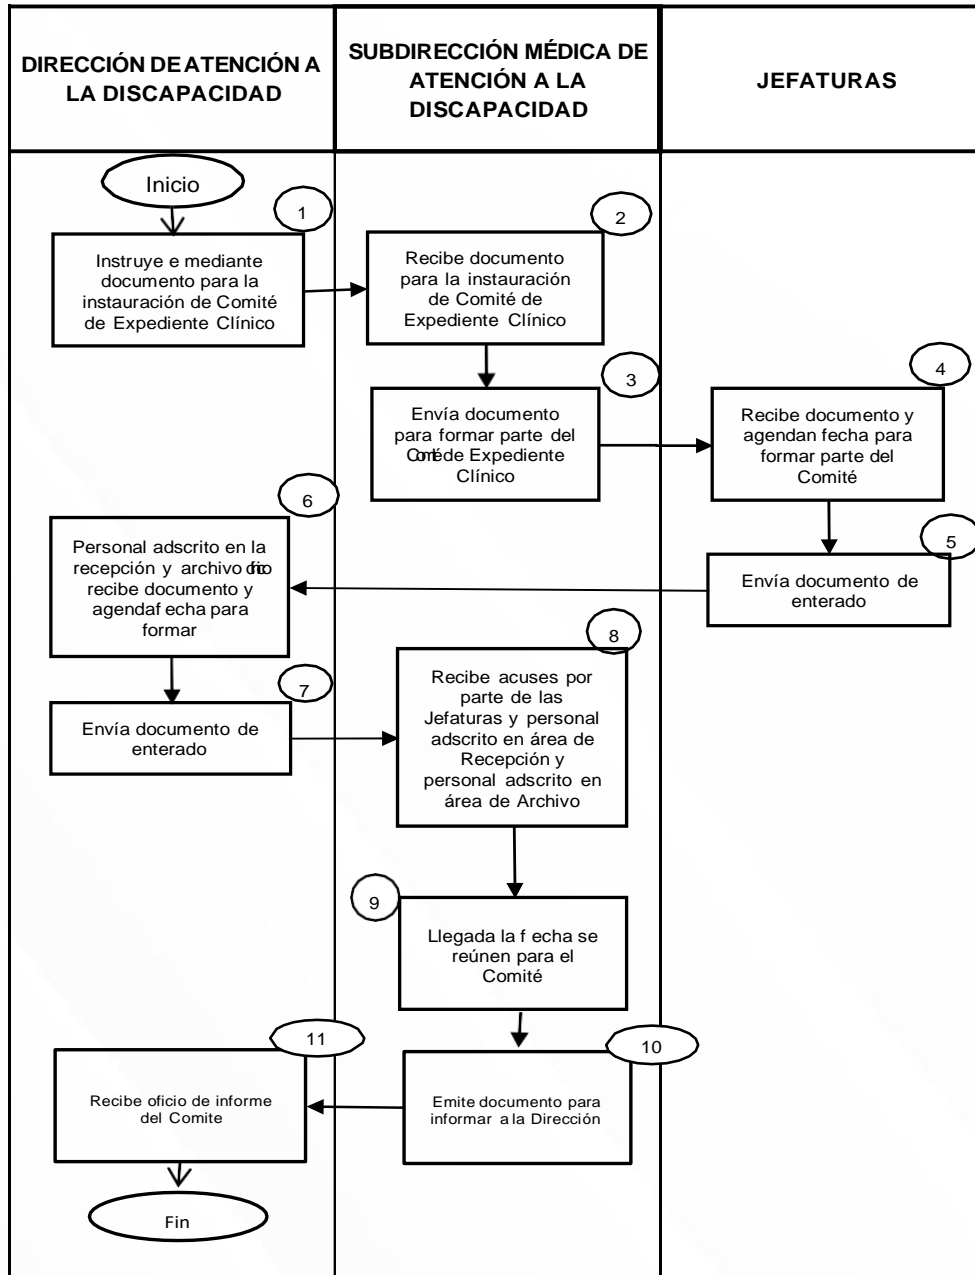 DIRECCIÓN DE ATENCIÓN A
LA DISCAPACIDAD
SUBDIRECCIÓN MÉDICA DE
ATENCIÓN A LA
DISCAPACIDAD
JEFATURAS
Inicio
1
Instruye e mediante
documento para la
instauración de Comité
de Expediente Clínico
2
Recibe documento
para la instauración
de Comité de
Expediente Clínico
3
Envía documento
para formar parte del
de Expediente
Clínico
4
Recibe documento y
agendan fecha para
formar parte del
Comité
5
Envía documento de
enterado
6
Personal adscrito en la
recepción y archivo
recibe documento y
agenda fecha para
formar
7
Envía documento de
enterado
8
Recibe acuses por
parte de las
Jefaturas y personal
adscrito en área de
Recepción y
personal adscrito en
área de Archivo
9
Llegada la fecha se
reúnen para el
Comité
10
Emite documento para
informar a la Dirección
11
Recibe oficio de informe
del Comite
Fin